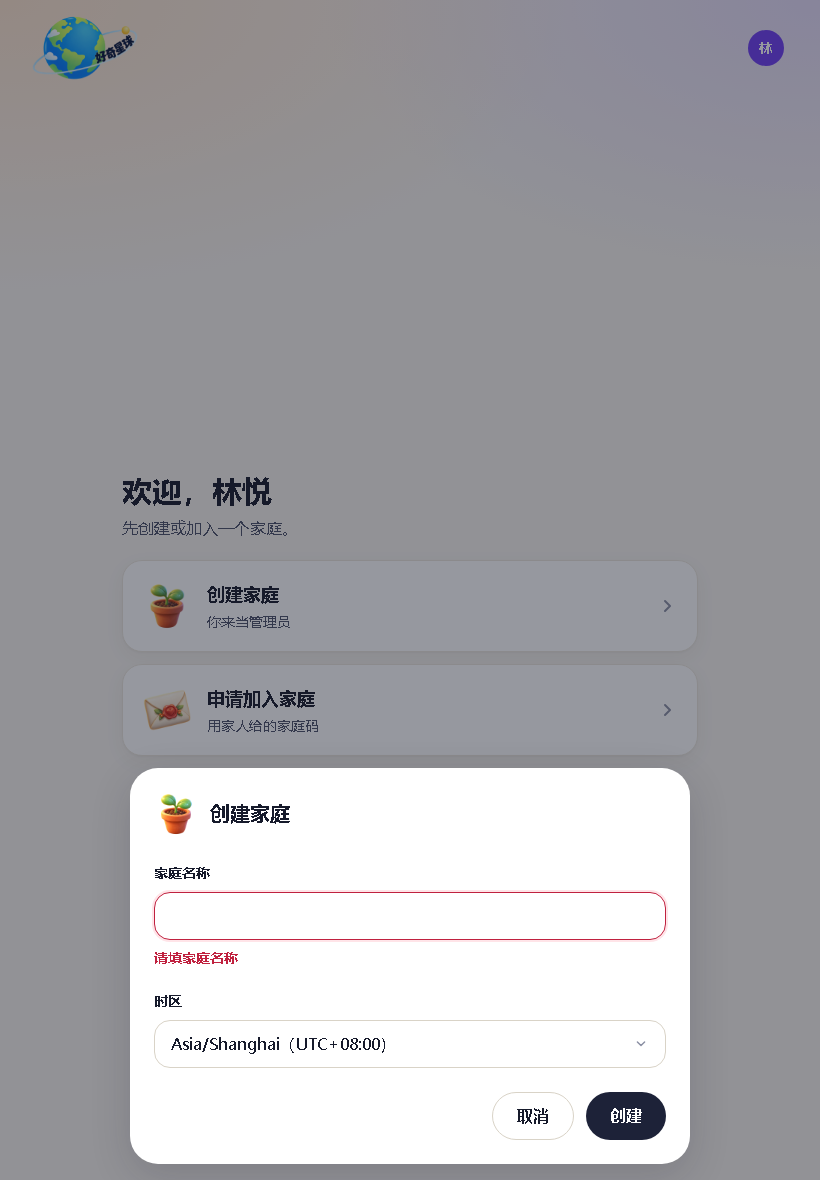 好奇星球
林
欢迎，林悦
先创建或加入一个家庭。
创建家庭
你来当管理员
申请加入家庭
用家人给的家庭码
创建家庭
家庭名称
请填家庭名称
时区
Asia/Shanghai（UTC+08:00）
取消
创建